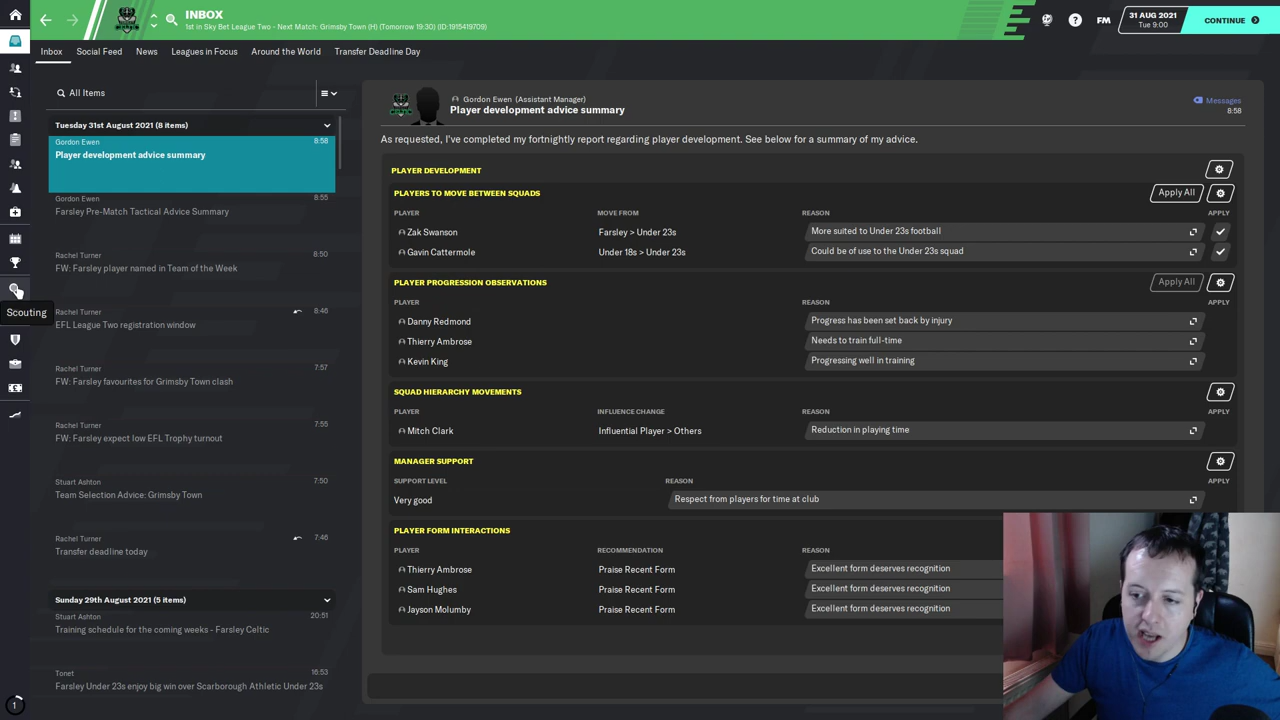 INBOX
1st in Sky Bet League Two - Next Match: Grimsby Town (H) (Tomorrow 19:30) (ID:1915419709)
FM
31 AUG 2021
Tue 9:00
CONTINUE
Inbox
Social Feed
News
Leagues in Focus
Around the World
Transfer Deadline Day
All Items
Tuesday 31st August 2021 (8 items)
Gordon Ewen
8:58
Player development advice summary
Gordon Ewen
8:55
Farsley Pre-Match Tactical Advice Summary
Rachel Turner
8:50
FW: Farsley player named in Team of the Week
Scouting
Rachel Turner
8:46
EFL League Two registration window
Rachel Turner
7:57
FW: Farsley favourites for Grimsby Town clash
Rachel Turner
7:55
FW: Farsley expect low EFL Trophy turnout
Stuart Ashton
7:50
Team Selection Advice: Grimsby Town
Rachel Turner
7:46
Transfer deadline today
Sunday 29th August 2021 (5 items)
Stuart Ashton
20:51
Training schedule for the coming weeks - Farsley Celtic
Tonet
16:53
Farsley Under 23s enjoy big win over Scarborough Athletic Under 23s
1
Gordon Ewen (Assistant Manager)
Player development advice summary
Messages
8:58
As requested, I've completed my fortnightly report regarding player development. See below for a summary of my advice.
PLAYER DEVELOPMENT
PLAYERS TO MOVE BETWEEN SQUADS
Apply All
PLAYER MOVE FROM REASON APPLY
Zak Swanson Farsley > Under 23s More suited to Under 23s football
Gavin Cattermole Under 18s > Under 23s Could be of use to the Under 23s squad
PLAYER PROGRESSION OBSERVATIONS
Apply All
PLAYER REASON APPLY
Danny Redmond Progress has been set back by injury
Thierry Ambrose Needs to train full-time
Kevin King Progressing well in training
SQUAD HIERARCHY MOVEMENTS
PLAYER INFLUENCE CHANGE REASON APPLY
Mitch Clark Influential Player > Others Reduction in playing time
MANAGER SUPPORT
SUPPORT LEVEL REASON APPLY
Very good Respect from players for time at club
PLAYER FORM INTERACTIONS
PLAYER RECOMMENDATION REASON
Thierry Ambrose Praise Recent Form Excellent form deserves recognition
Sam Hughes Praise Recent Form Excellent form deserves recognition
Jayson Molumby Praise Recent Form Excellent form deserves recognition